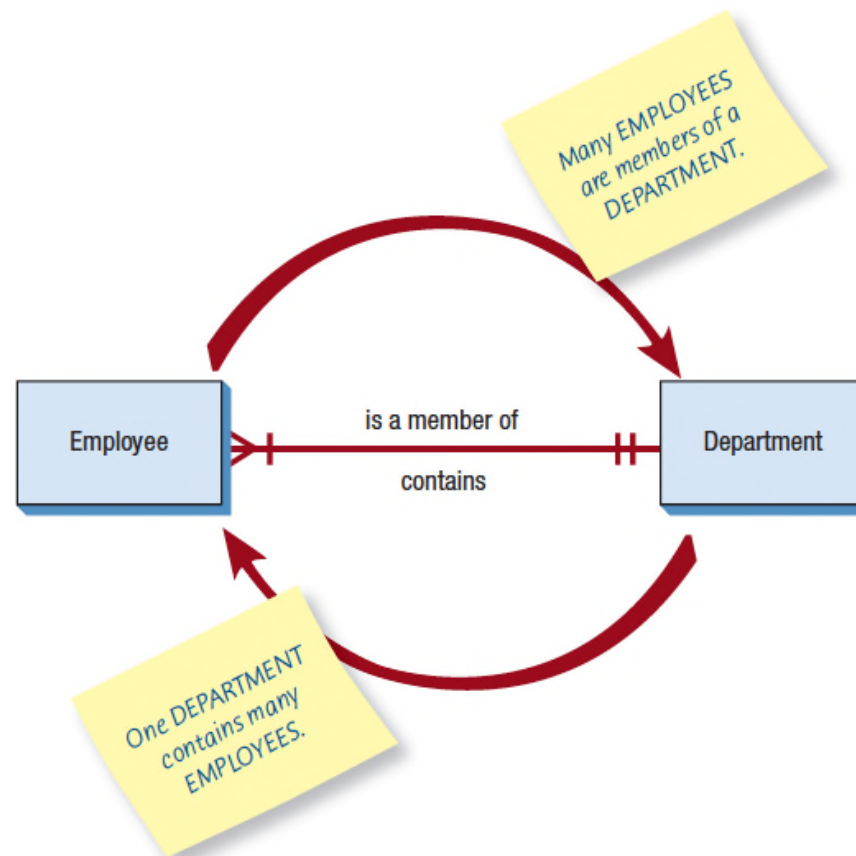 Many EMPLOYEES
are members of a
DEPARTMENT.
is a member of
Employee
Department
contains
One DEPARTMENT
contains many
EMPLOYEES.